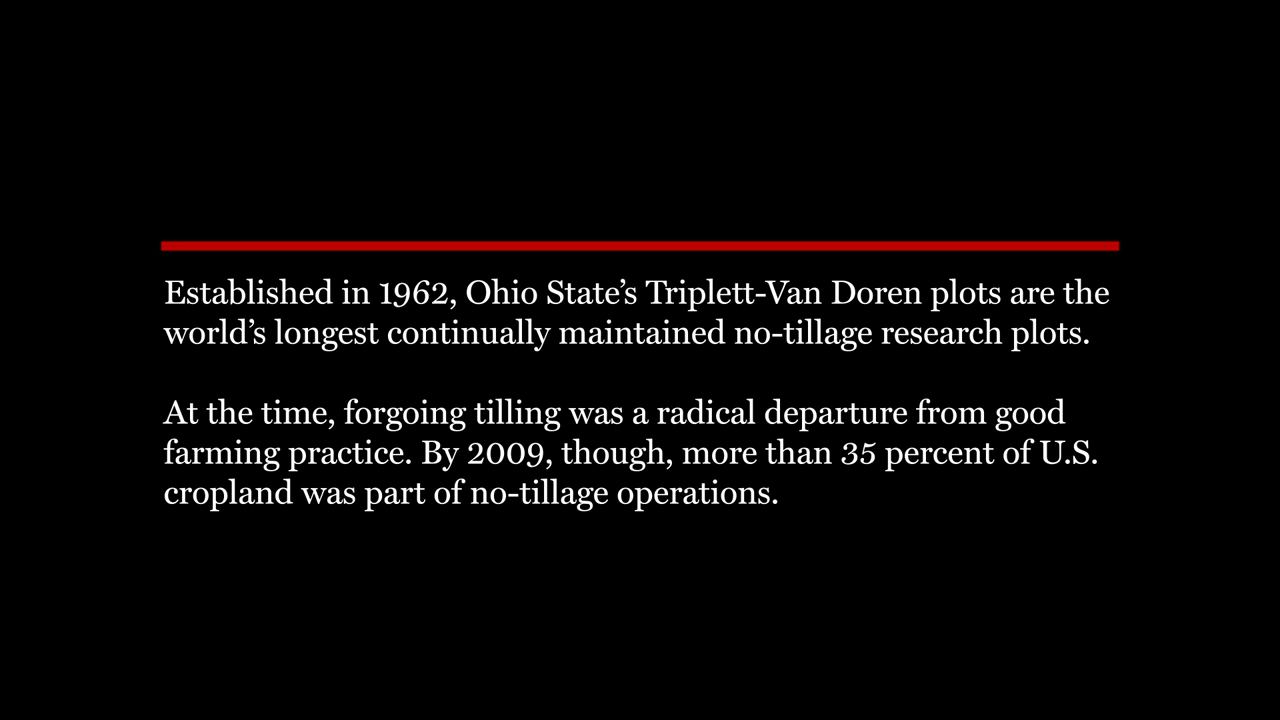 Established in 1962, Ohio State’s Triplett-Van Doren plots are the
world’s longest continually maintained no-tillage research plots.
At the time, forgoing tilling was a radical departure from good
farming practice. By 2009, though, more than 35 percent of U.S.
cropland was part of no-tillage operations.